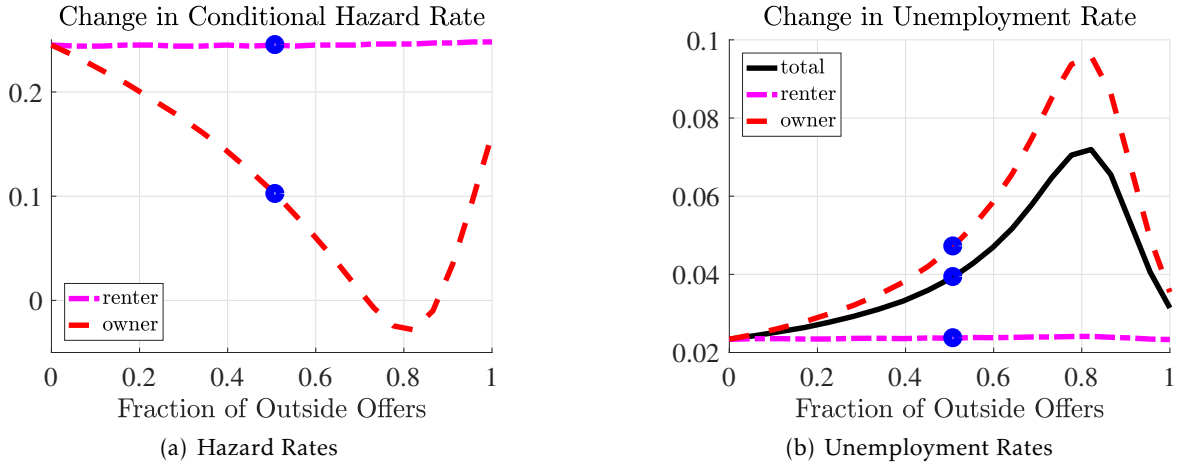 Change in Conditional Hazard Rate
0.2
0.1
0
renter
owner
0 0.2 0.4 0.6 0.8 1
Fraction of Outside Offers
(a) Hazard Rates
Change in Unemployment Rate
0.1
0.08
0.06
0.04
0.02
total
renter
owner
0 0.2 0.4 0.6 0.8 1
Fraction of Outside Offers
(b) Unemployment Rates